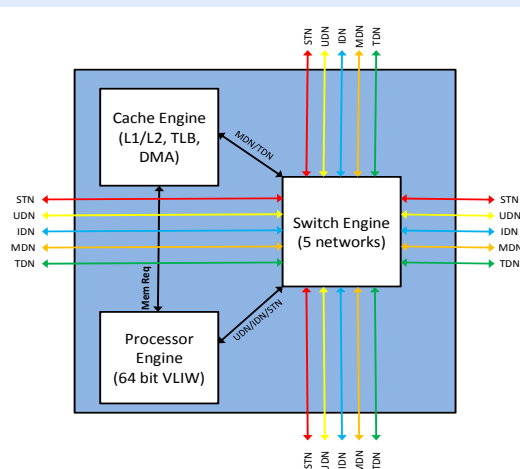 STN
UDN
IDN
MDN
TDN
Cache Engine
(L1/L2, TLB,
DMA)
MDN/TDN
STN
UDN
IDN
MDN
TDN
Switch Engine
(5 networks)
STN
UDN
IDN
MDN
TDN
Mem Req
UDN/IDN/STN
Processor
Engine
(64 bit VLIW)
STN
UDN
IDN
MDN
TDN